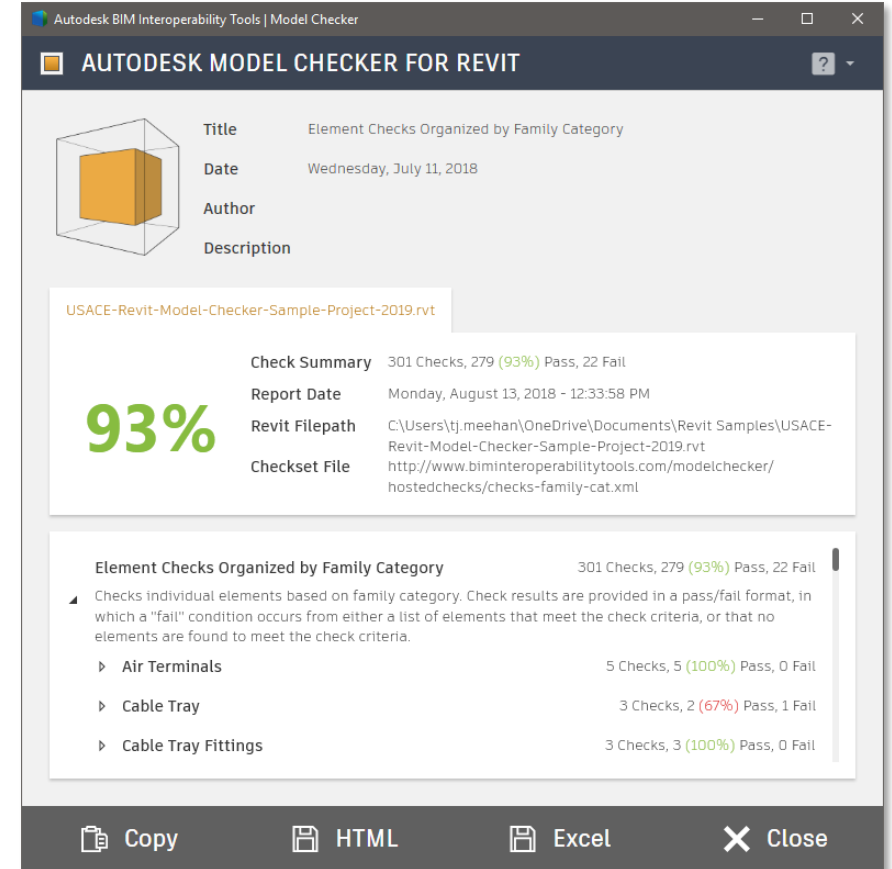 Autodesk BIM Interoperability Tools | Model Checker
AUTODESK MODEL CHECKER FOR REVIT
?
Title Element Checks Organized by Family Category
Date Wednesday, July 11, 2018
Author
Description
USACE-Revit-Model-Checker-Sample-Project-2019.rvt
93%
Check Summary 301 Checks, 279 (93%) Pass, 22 Fail
Report Date Monday, August 13, 2018 - 12:33:58 PM
Revit Filepath C:\Users\tj.meehan\OneDrive\Documents\Revit Samples\USACE-
Revit-Model-Checker-Sample-Project-2019.rvt
Checkset File http://www.biminteroperabilitytools.com/modelchecker/
hostedchecks/checks-family-cat.xml
Element Checks Organized by Family Category 301 Checks, 279 (93%) Pass, 22 Fail
Checks individual elements based on family category. Check results are provided in a pass/fail format, in
which a "fail" condition occurs from either a list of elements that meet the check criteria, or that no
elements are found to meet the check criteria.
Air Terminals 5 Checks, 5 (100%) Pass, 0 Fail
Cable Tray 3 Checks, 2 (67%) Pass, 1 Fail
Cable Tray Fittings 3 Checks, 3 (100%) Pass, 0 Fail
Copy HTML Excel Close